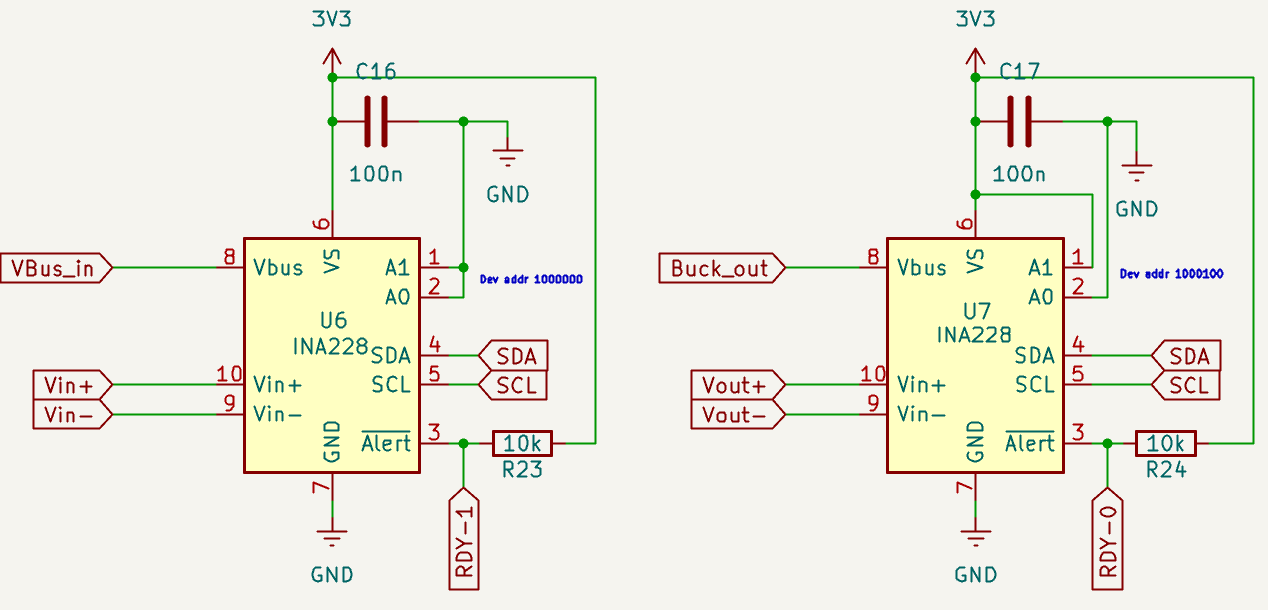 3V3
C16
100n
GND
6
VBus_in
8
Vbus
VS
A1
1
A0
2
Dev addr 1000000
U6
INA228
SDA
4
SDA
SCL
5
SCL
Vin+
10
Vin+
Vin-
9
Vin-
GND
Alert
3
10k
R23
7
RDY-1
GND
3V3
C17
100n
GND
6
Buck_out
8
Vbus
VS
A1
1
A0
2
Dev addr 1000100
U7
INA228
SDA
4
SDA
SCL
5
SCL
Vout+
10
Vin+
Vout-
9
Vin-
GND
Alert
3
10k
R24
7
RDY-0
GND